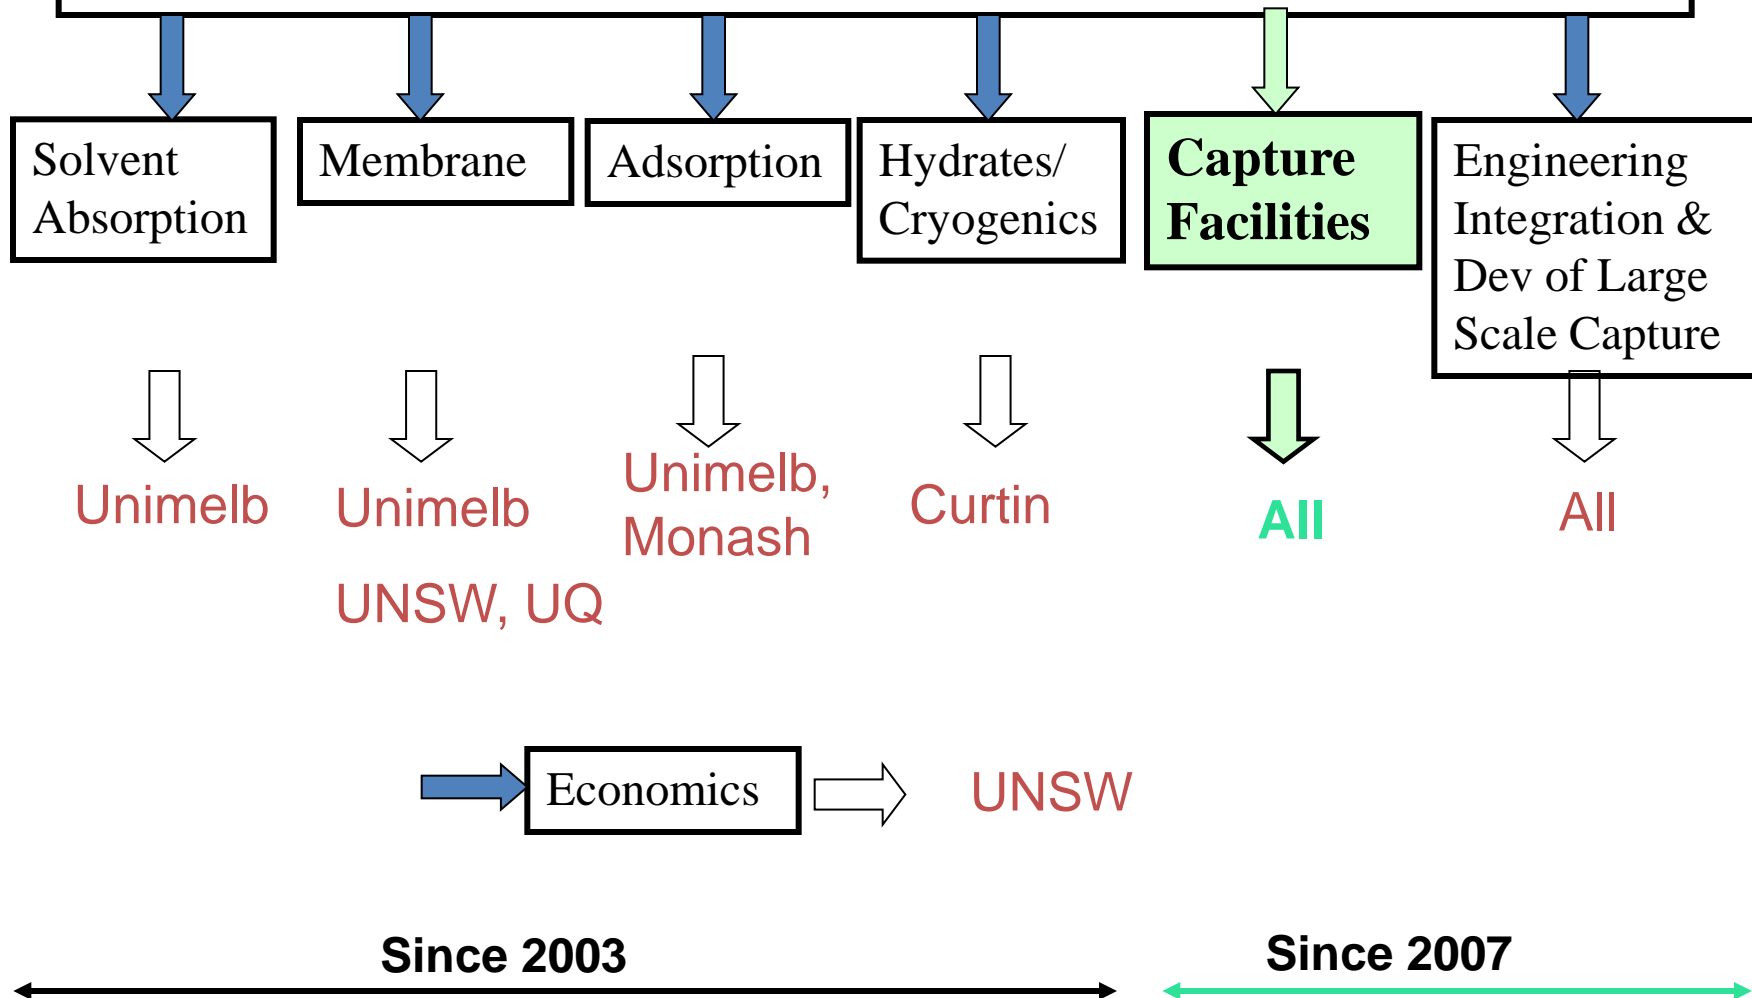 Solvent
Absorption
Membrane
Adsorption
Hydrates/
Cryogenics
Capture
Facilities
Engineering
Integration &
Dev of Large
Scale Capture
Unimelb
Unimelb
UNSW, UQ
Unimelb,
Monash
Curtin
All
All
Economics
UNSW
Since 2003
Since 2007